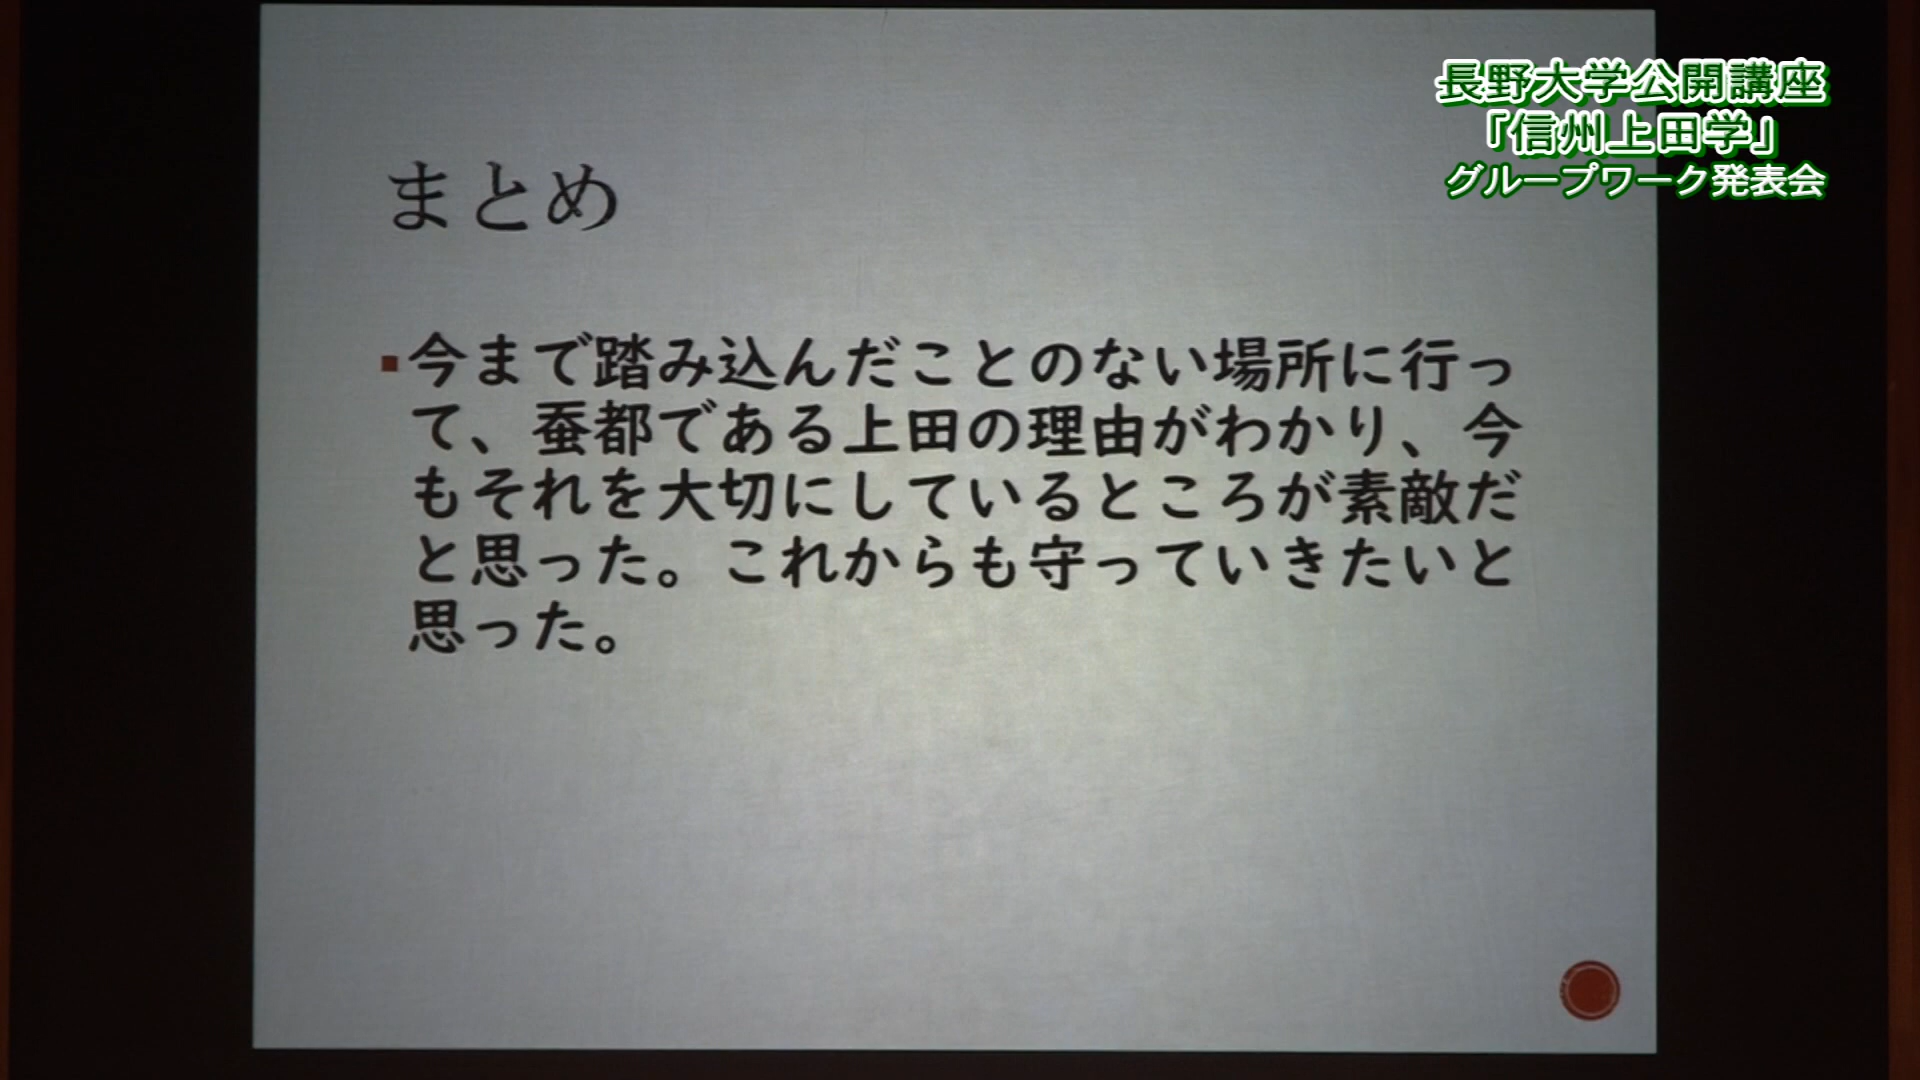 長野大学公開講座
「信州上田学」
グループワーク発表会
まとめ
今まで踏み込んだことのない場所に行っ
て、蚕都である上田の理由がわかり、今
もそれを大切にしているところが素敵だ
と思った。これからも守っていきたいと
思った。